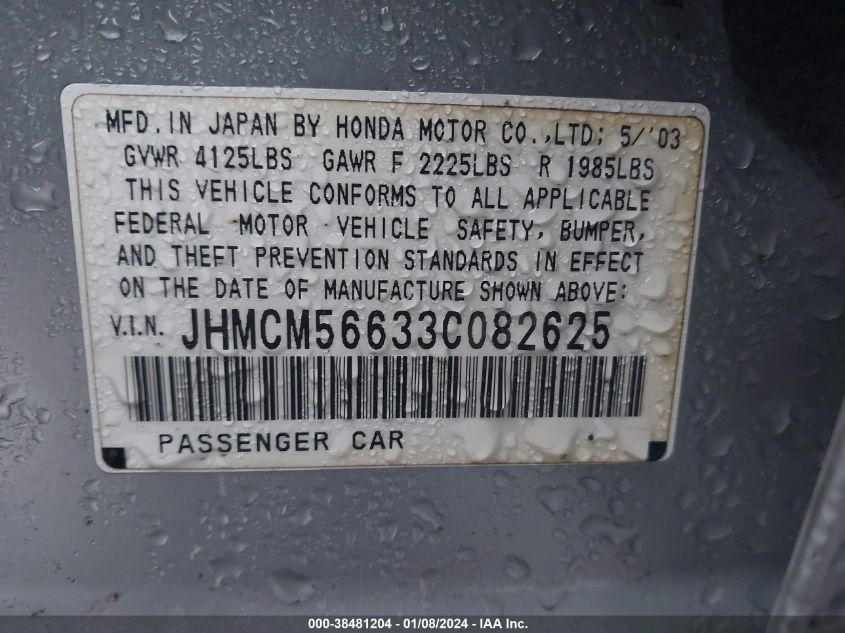 MFD. IN JAPAN BY HONDA MOTOR CO., LTD; 5/'03
GVWR 4125LBS GAWR F 2225LBS R 1985LBS
THIS VEHICLE CONFORMS TO ALL APPLICABLE
FEDERAL MOTOR VEHICLE SAFETY, BUMPER,
AND THEFT PREVENTION STANDARDS IN EFFECT
ON THE DATE OF MANUFACTURE SHOWN ABOVE:
V.I.N. JHMCM56633C082625
PASSENGER CAR
000-38481204 - 01/08/2024 - IAA Inc.